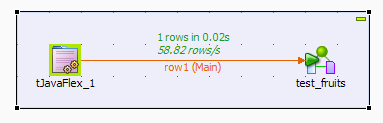 1 rows in 0.02s
58.82 rows/s
row1 (Main)
tJavaFlex_1
test_fruits